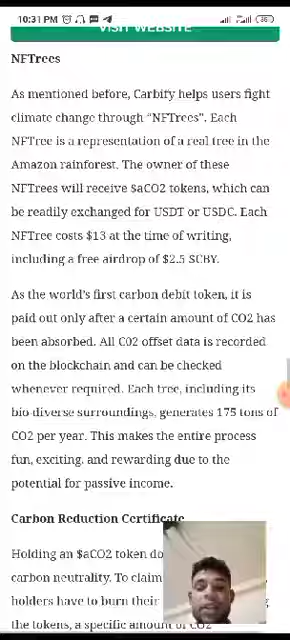 10:31 PM
VISIT WEBSITE
NFTrees
As mentioned before, Carbify helps users fight
climate change through “NFTrees”. Each
NFTree is a representation of a real tree in the
Amazon rainforest. The owner of these
NFTrees will receive $aCO2 tokens, which can
be readily exchanged for USDT or USDC. Each
NFTree costs $13 at the time of writing,
including a free airdrop of $2.5 $CBY.
As the world's first carbon debit token, it is
paid out only after a certain amount of CO2 has
been absorbed. All C02 offset data is recorded
on the blockchain and can be checked
whenever required. Each tree, including its
bio-diverse surroundings, generates 175 tons of
CO2 per year. This makes the entire process
fun, exciting, and rewarding due to the
potential for passive income.
Carbon Reduction Certificate
Holding an $aCO2 token do
carbon neutrality. To claim
holders have to burn their
the tokens, a specific amount of CO2